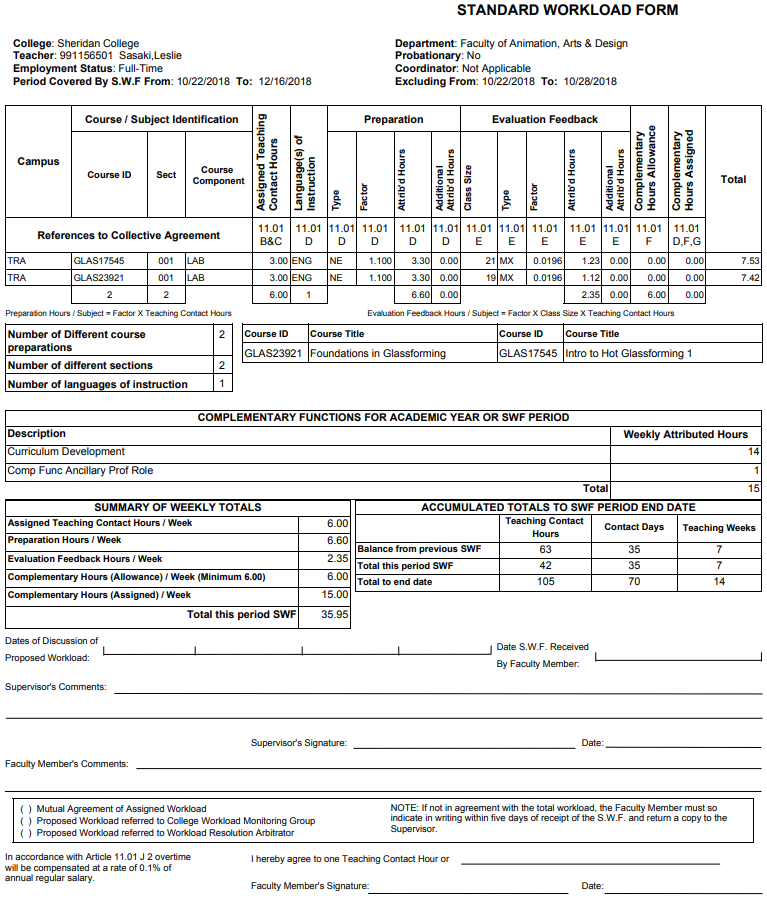 STANDARD WORKLOAD FORM
College: Sheridan College
Teacher: 991156501 Sasaki,Leslie
Employment Status: Full-Time
Period Covered By S.W.F From: 10/22/2018 To: 12/16/2018
Department: Faculty of Animation, Arts & Design
Probationary: No
Coordinator: Not Applicable
Excluding From: 10/22/2018 To: 10/28/2018
Campus
Course / Subject Identification
Course ID
Sect
Course Component
Assigned Teaching Contact Hours
Language(s) of Instruction
Preparation
Type
Factor
Attrib'd Hours
Additional Attrib'd Hours
Evaluation Feedback
Class Size
Type
Factor
Attrib'd Hours
Additional Attrib'd Hours
Complementary Hours Allowance
Complementary Hours Assigned
Total
References to Collective Agreement 11.01 B&C 11.01 D 11.01 D 11.01 D 11.01 D 11.01 D 11.01 E 11.01 E 11.01 E 11.01 E 11.01 E 11.01 F 11.01 D,F,G
TRA GLAS17545 001 LAB 3.00 ENG NE 1.100 3.30 0.00 21 MX 0.0196 1.23 0.00 0.00 0.00 7.53
TRA GLAS23921 001 LAB 3.00 ENG NE 1.100 3.30 0.00 19 MX 0.0196 1.12 0.00 0.00 0.00 7.42
2 2 6.00 1 6.60 0.00 2.35 0.00 6.00 0.00
Preparation Hours / Subject = Factor X Teaching Contact Hours
Evaluation Feedback Hours / Subject = Factor X Class Size X Teaching Contact Hours
Number of Different course preparations 2
Number of different sections 2
Number of languages of instruction 1
Course ID Course Title Course ID Course Title
GLAS23921 Foundations in Glassforming GLAS17545 Intro to Hot Glassforming 1
COMPLEMENTARY FUNCTIONS FOR ACADEMIC YEAR OR SWF PERIOD
Description Weekly Attributed Hours
Curriculum Development 14
Comp Func Ancillary Prof Role 1
Total 15
SUMMARY OF WEEKLY TOTALS
Assigned Teaching Contact Hours / Week 6.00
Preparation Hours / Week 6.60
Evaluation Feedback Hours / Week 2.35
Complementary Hours (Allowance) / Week (Minimum 6.00) 6.00
Complementary Hours (Assigned) / Week 15.00
Total this period SWF 35.95
ACCUMULATED TOTALS TO SWF PERIOD END DATE
Teaching Contact Hours Contact Days Teaching Weeks
Balance from previous SWF 63 35 7
Total this period SWF 42 35 7
Total to end date 105 70 14
Dates of Discussion of
Proposed Workload:
Date S.W.F. Received
By Faculty Member:
Supervisor's Comments:
Supervisor's Signature: Date:
Faculty Member's Comments:
( ) Mutual Agreement of Assigned Workload
( ) Proposed Workload referred to College Workload Monitoring Group
( ) Proposed Workload referred to Workload Resolution Arbitrator
NOTE: If not in agreement with the total workload, the Faculty Member must so
indicate in writing within five days of receipt of the S.W.F. and return a copy to the
Supervisor.
In accordance with Article 11.01 J 2 overtime
will be compensated at a rate of 0.1% of
annual regular salary.
I hereby agree to one Teaching Contact Hour or
Faculty Member's Signature: Date: